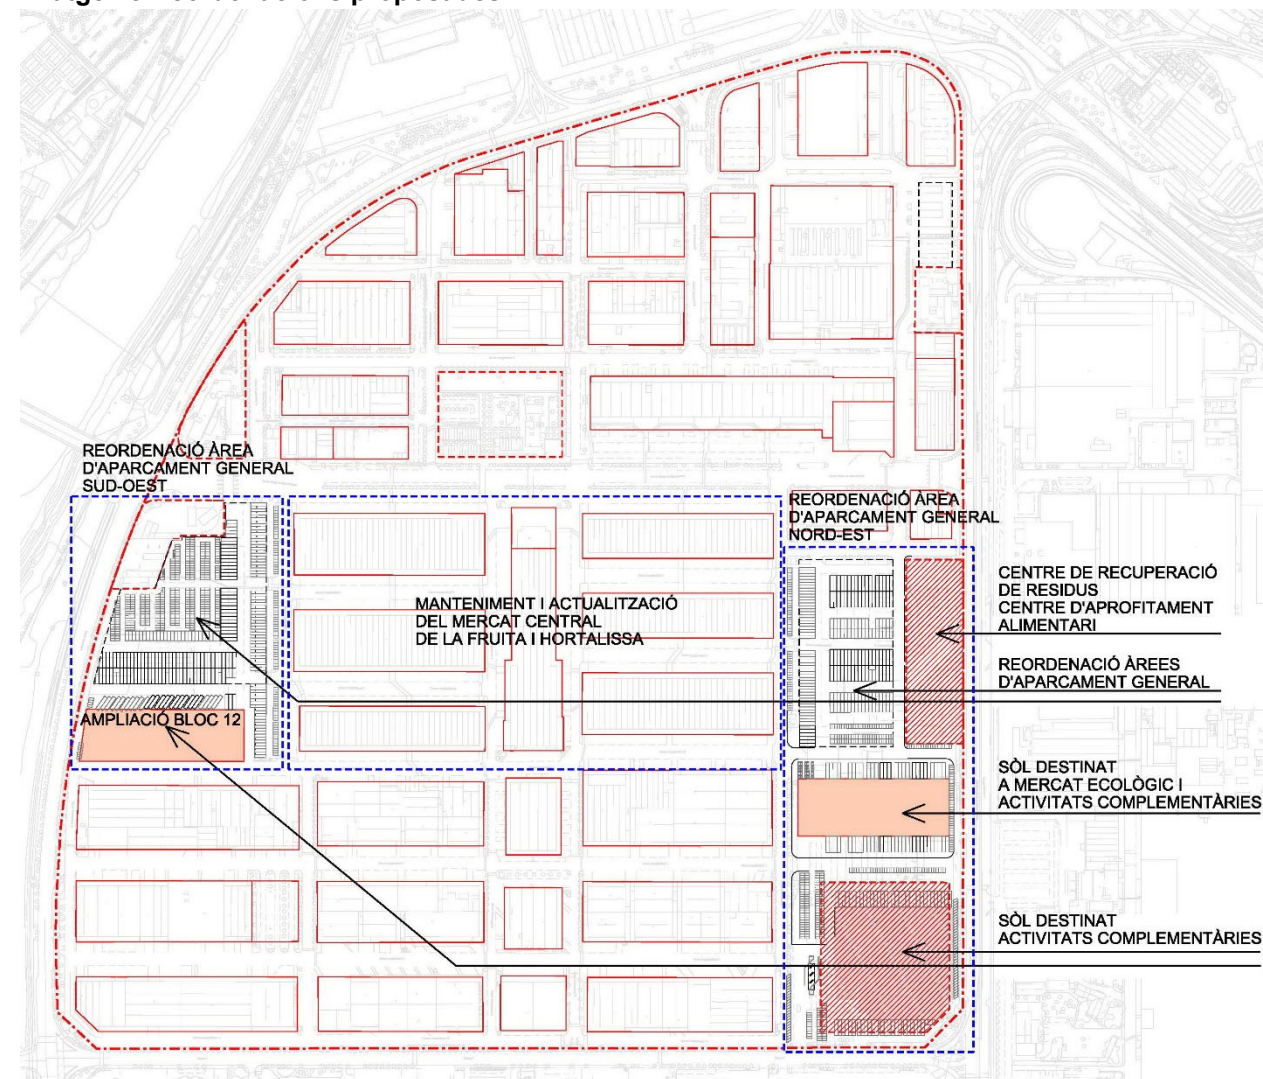 REORDENACIÓ ÀREA
D'APARCAMENT GENERAL
SUD-OEST
REORDENACIÓ ÀREA
D'APARCAMENT GENERAL
NORD-EST
MANTENIMENT I ACTUALITZACIÓ
DEL MERCAT CENTRAL
DE LA FRUITA I HORTALISSA
CENTRE DE RECUPERACIÓ
DE RESIDUS
CENTRE D'APROFITAMENT
ALIMENTARI
REORDENACIÓ ÀREES
D'APARCAMENT GENERAL
AMPLIACIÓ BLOC 12
SÒL DESTINAT
A MERCAT ECOLÒGIC I
ACTIVITATS COMPLEMENTÀRIES
SÒL DESTINAT
ACTIVITATS COMPLEMENTÀRIES